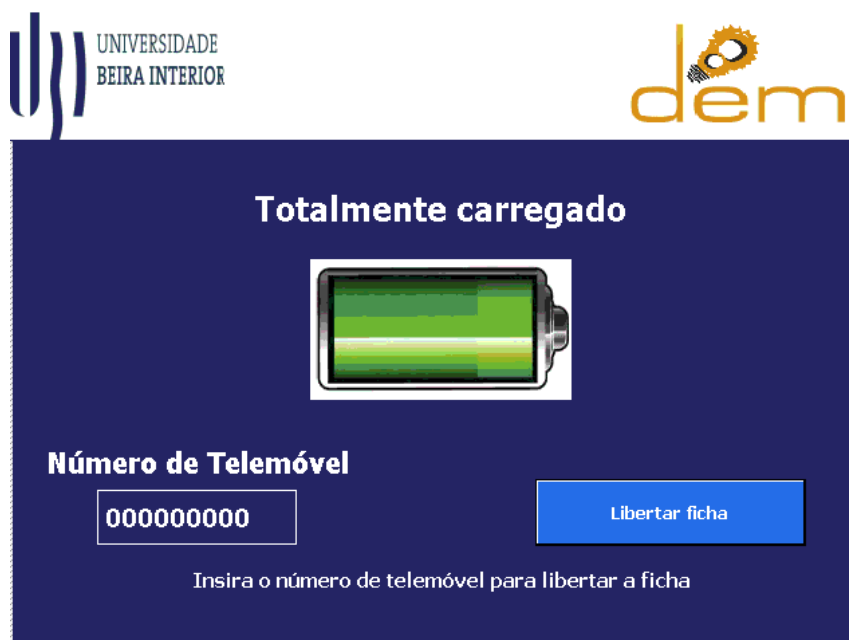 UNIVERSIDADE
BEIRA INTERIOR
dem
Totalmente carregado
Número de Telemóvel
000000000
Libertar ficha
Insira o número de telemóvel para libertar a ficha